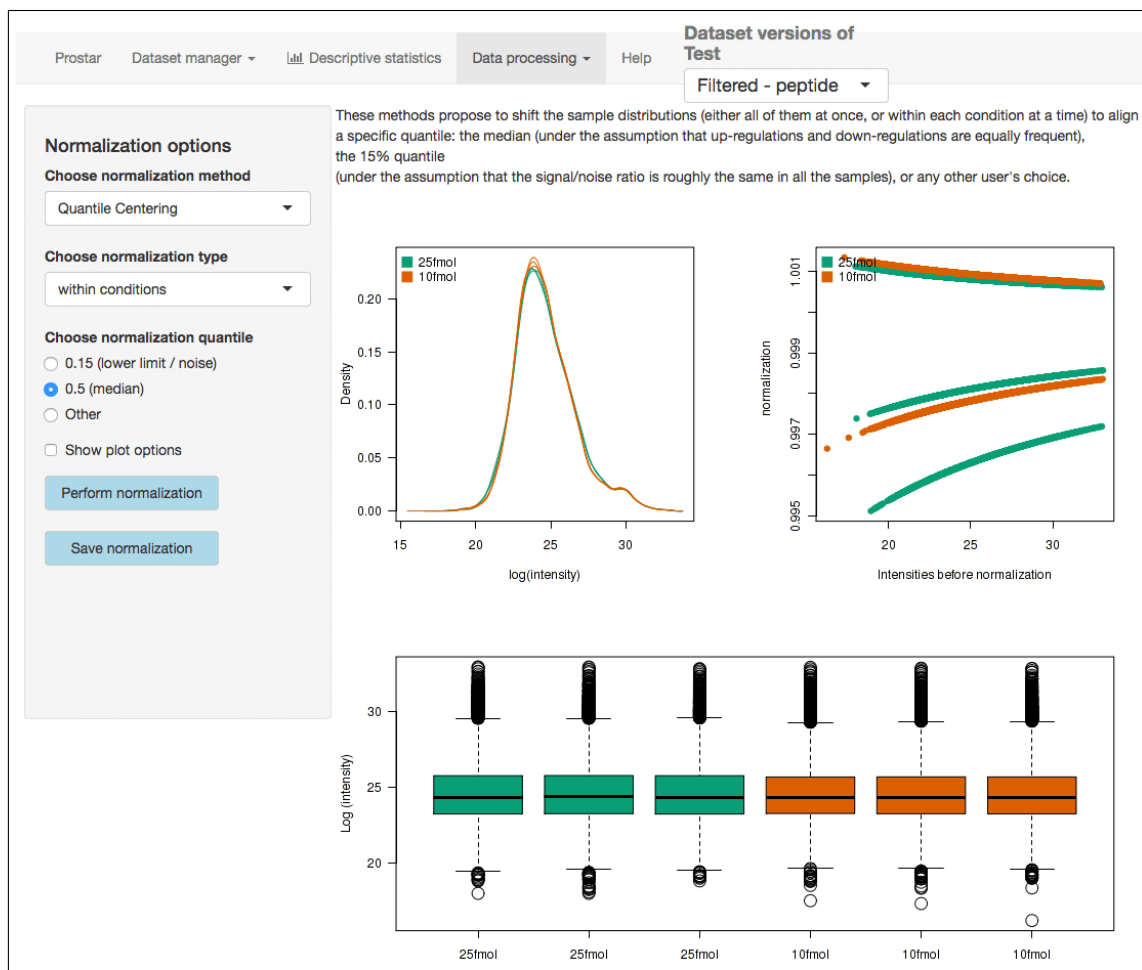 Prostar
Dataset manager
Descriptive statistics
Data processing
Help
Dataset versions of
Test
Filtered - peptide
Normalization options
Choose normalization method
Quantile Centering
Choose normalization type
within conditions
Choose normalization quantile
0.15 (lower limit / noise)
0.5 (median)
Other
Show plot options
Perform normalization
Save normalization
These methods propose to shift the sample distributions (either all of them at once, or within each condition at a time) to align
a specific quantile: the median (under the assumption that up-regulations and down-regulations are equally frequent),
the 15% quantile
(under the assumption that the signal/noise ratio is roughly the same in all the samples), or any other user's choice.
25fmol
10fmol
Density
0.20
0.15
0.10
0.05
0.00
15 20 25 30
log(intensity)
25fmol
10fmol
normalization
1.001
0.999
0.997
0.995
20 25 30
Intensities before normalization
Log (intensity)
30
25
20
25fmol 25fmol 25fmol 10fmol 10fmol 10fmol